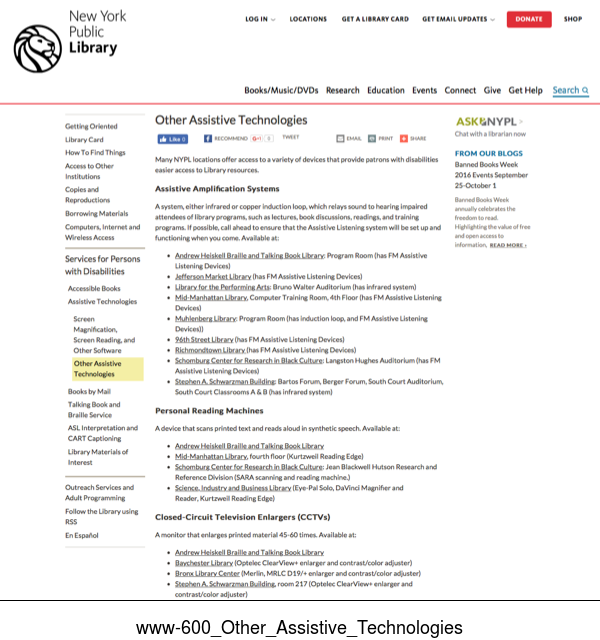 New York
Public
Library
LOG IN
LOCATIONS
GET A LIBRARY CARD
GET EMAIL UPDATES
DONATE
SHOP
Books/Music/DVDs Research Education Events Connect Give Get Help Search
Getting Oriented
Library Card
How To Find Things
Access to Other
Institutions
Copies and
Reproductions
Borrowing Materials
Computers, Internet and
Wireless Access
Services for Persons
with Disabilities
Accessible Books
Assistive Technologies
Screen
Magnification,
Screen Reading, and
Other Software
Other Assistive
Technologies
Books by Mail
Talking Book and
Braille Service
ASL Interpretation and
CART Captioning
Library Materials of
Interest
Outreach Services and
Adult Programming
Follow the Library using
RSS
En Español
Other Assistive Technologies
Like 0
RECOMMEND
TWEET
EMAIL
PRINT
SHARE
Many NYPL locations offer access to a variety of devices that provide patrons with disabilities
easier access to Library resources.
Assistive Amplification Systems
A system, either infrared or copper induction loop, which relays sound to hearing impaired
attendees of library programs, such as lectures, book discussions, readings, and training
programs. If possible, call ahead to ensure that the Assistive Listening system will be set up and
functioning when you come. Available at:
• Andrew Heiskell Braille and Talking Book Library: Program Room (has FM Assistive
Listening Devices)
• Jefferson Market Library (has FM Assistive Listening Devices)
• Library for the Performing Arts: Bruno Walter Auditorium (has infrared system)
• Mid-Manhattan Library, Computer Training Room, 4th Floor (has FM Assistive Listening
Devices)
• Muhlenberg Library: Program Room (has induction loop, and FM Assistive Listening
Devices))
• 96th Street Library (has FM Assistive Listening Devices)
• Richmondtown Library (has FM Assistive Listening Devices)
• Schomburg Center for Research in Black Culture: Langston Hughes Auditorium (has FM
Assistive Listening Devices)
• Stephen A. Schwarzman Building: Bartos Forum, Berger Forum, South Court Auditorium,
South Court Classrooms A & B (has infrared system)
Personal Reading Machines
A device that scans printed text and reads aloud in synthetic speech. Available at:
• Andrew Heiskell Braille and Talking Book Library
• Mid-Manhattan Library, fourth floor (Kurtzweil Reading Edge)
• Schomburg Center for Research in Black Culture: Jean Blackwell Hutson Research and
Reference Division (SARA scanning and reading machine.)
• Science, Industry and Business Library (Eye-Pal Solo, DaVinci Magnifier and
Reader, Kurtzweil Reading Edge)
Closed-Circuit Television Enlargers (CCTVs)
A monitor that enlarges printed material 45-60 times. Available at:
• Andrew Heiskell Braille and Talking Book Library
• Baychester Library (Optelec ClearView+ enlarger and contrast/color adjuster)
• Bronx Library Center (Merlin, MRLC D19/+ enlarger and contrast/color adjuster)
• Stephen A. Schwarzman Building, room 217 (Optelec ClearView+ enlarger and
contrast/color adjuster)
ASK NYPL >
Chat with a librarian now
FROM OUR BLOGS
Banned Books Week
2016 Events September
25-October 1
Banned Books Week
annually celebrates the
freedom to read.
Highlighting the value of free
and open access to
information, READ MORE ›
www-600_Other_Assistive_Technologies